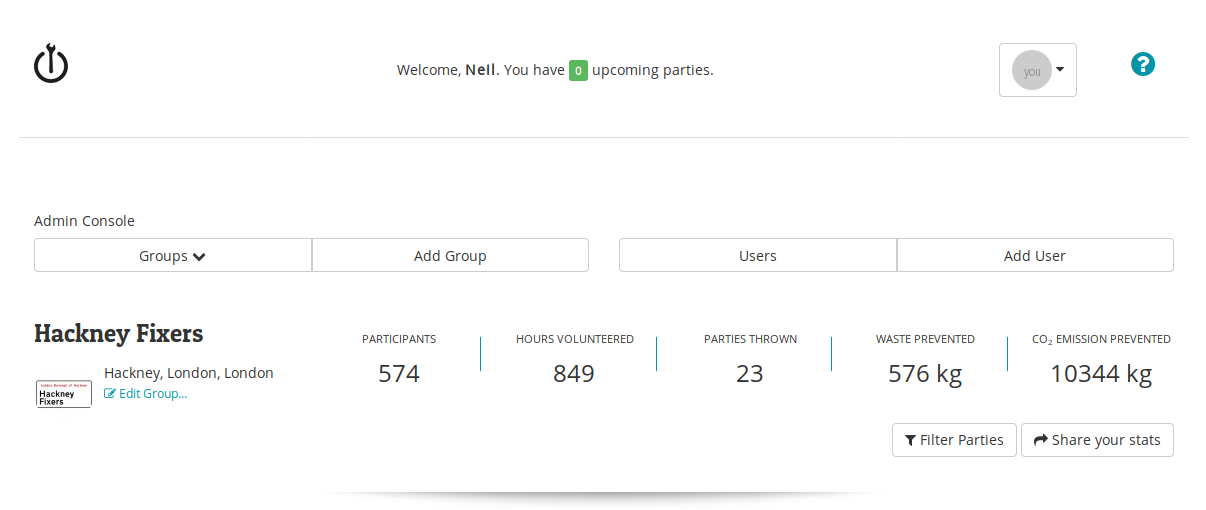 Welcome, NeIl. You have 0 upcoming parties.
you
?
Admin Console
Groups
Add Group
Users
Add User
Hackney Fixers
London Borough of Hackney
Hackney
Fixers
Hackney, London, London
Edit Group...
PARTICIPANTS
574
HOURS VOLUNTEERED
849
PARTIES THROWN
23
WASTE PREVENTED
576 kg
CO₂ EMISSION PREVENTED
10344 kg
Filter Parties
Share your stats